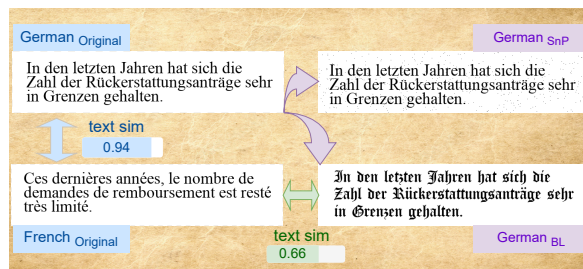 German Original
In den letzten Jahren hat sich die
Zahl der Rückerstattungsanträge sehr
in Grenzen gehalten.
German SnP
In den letzten Jahren hat sich die
Zahl der Rückerstattungsanträge sehr
in Grenzen gehalten.
text sim
0.94
Ces dernières années, le nombre de
demandes de remboursement est resté
très limité.
French Original
In den letzten Jahren hat sich die
Zahl der Rückerstattungsanträge sehr
in Grenzen gehalten.
German BL
text sim
0.66